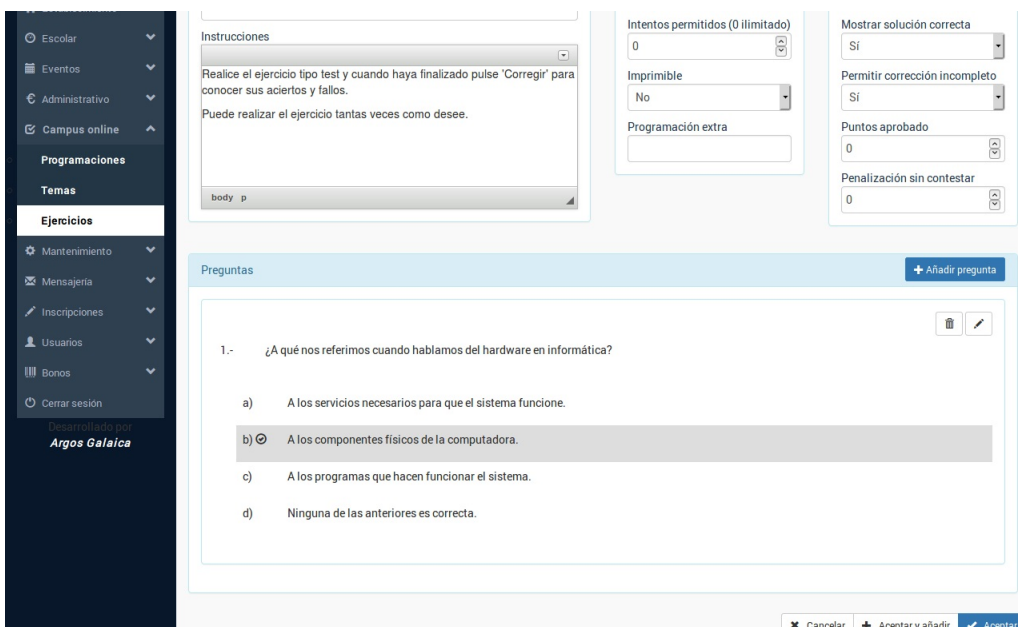 Escolar
Eventos
Administrativo
Campus online
Programaciones
Temas
Ejercicios
Mantenimiento
Mensajería
Inscripciones
Usuarios
Bonos
Cerrar sesión
Desarrollado por
Argos Galaica
Instrucciones
Realice el ejercicio tipo test y cuando haya finalizado pulse 'Corregir' para
conocer sus aciertos y fallos.
Puede realizar el ejercicio tantas veces como desee.
body p
Intentos permitidos (0 ilimitado)
0
Imprimible
No
Programación extra
Mostrar solución correcta
Sí
Permitir corrección incompleto
Sí
Puntos aprobado
0
Penalización sin contestar
0
Preguntas
Añadir pregunta
1.- ¿A qué nos referimos cuando hablamos del hardware en informática?
a) A los servicios necesarios para que el sistema funcione.
b) A los componentes físicos de la computadora.
c) A los programas que hacen funcionar el sistema.
d) Ninguna de las anteriores es correcta.
Cancelar
Aceptar y añadir
Aceptar